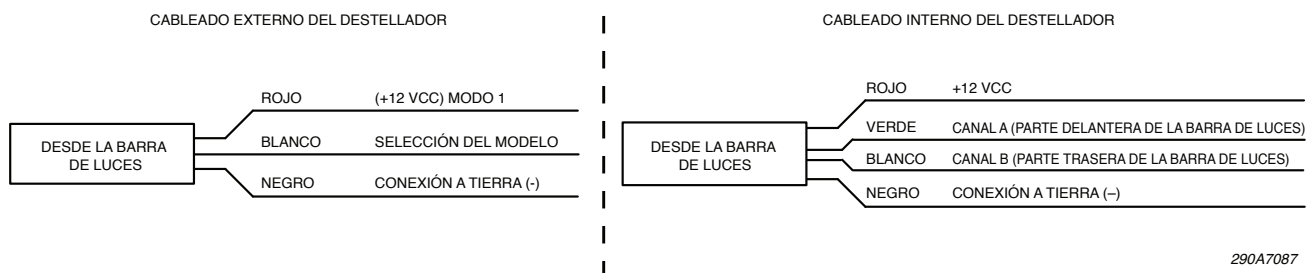 CABLEADO EXTERNO DEL DESTELLADOR
DESDE LA BARRA
DE LUCES
ROJO (+12 VCC) MODO 1
BLANCO SELECCIÓN DEL MODELO
NEGRO CONEXIÓN A TIERRA (-)
CABLEADO INTERNO DEL DESTELLADOR
DESDE LA BARRA
DE LUCES
ROJO +12 VCC
VERDE CANAL A (PARTE DELANTERA DE LA BARRA DE LUCES)
BLANCO CANAL B (PARTE TRASERA DE LA BARRA DE LUCES)
NEGRO CONEXIÓN A TIERRA (–)
290A7087